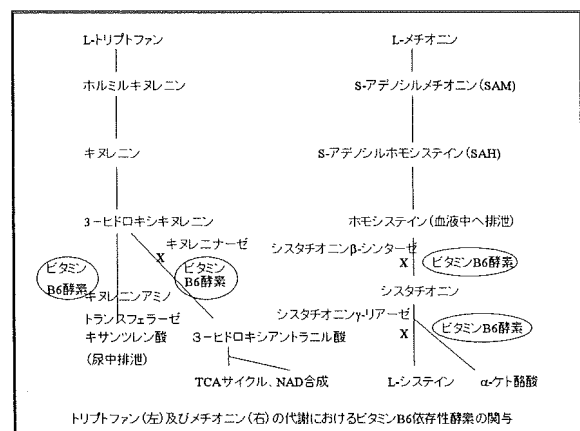 L-トリプトファン
ホルミルキヌレニン
キヌレニン
3－ヒドロキシキヌレニン
キヌレニナーゼ
X
ビタミン
B6酵素
ビタミン
B6酵素
キヌレニンアミノ
トランスフェラーゼ
キサンツレン酸
(尿中排泄)
3－ヒドロキシアントラニル酸
TCAサイクル、NAD合成
L-メチオニン
S-アデノシルメチオニン(SAM)
S-アデノシルホモシステイン(SAH)
ホモシステイン(血液中へ排泄)
シスタチオニンβ-シンターゼ
X
ビタミンB6酵素
シスタチオニン
シスタチオニンγ-リアーゼ
X
ビタミンB6酵素
L-システイン
α-ケト酪酸
トリプトファン(左)及びメチオニン(右)の代謝におけるビタミンB6依存性酵素の関与